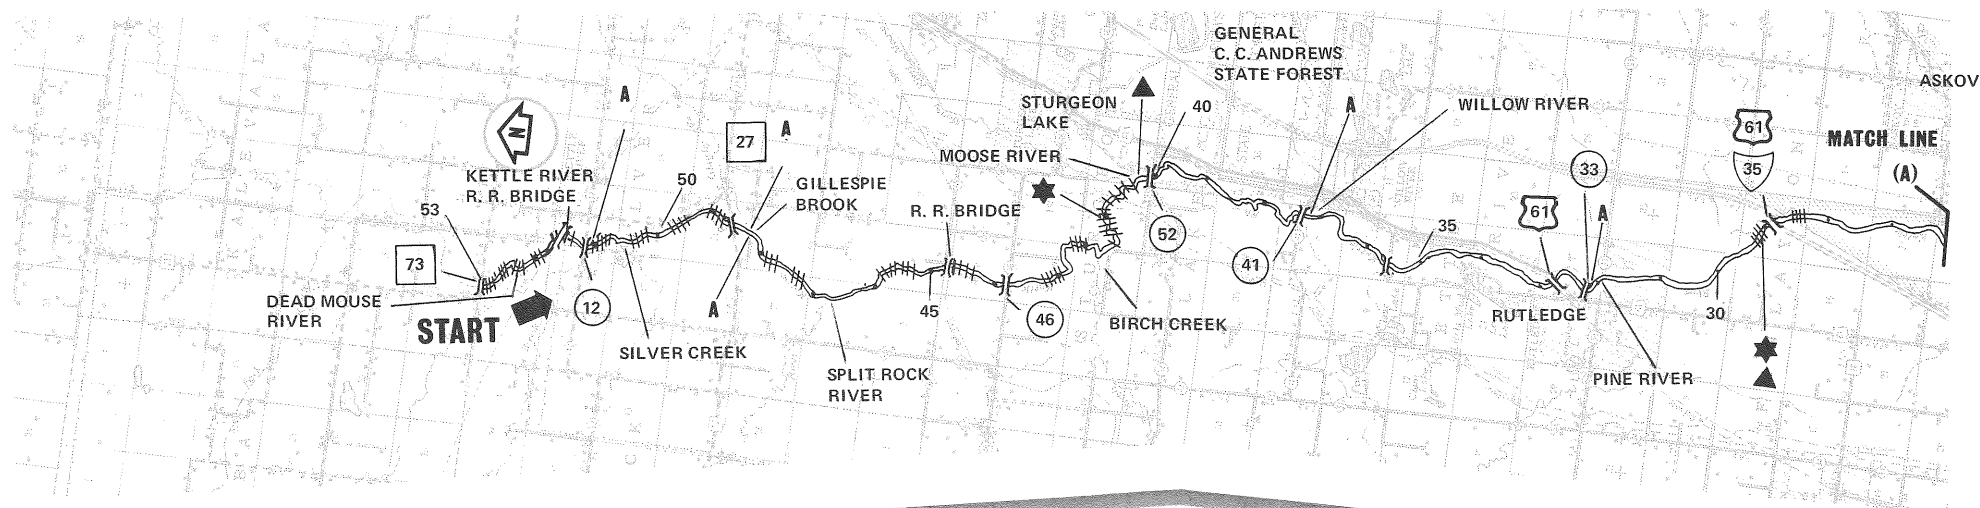 GENERAL
C. C. ANDREWS
STATE FOREST
ASKOV
A
STURGEON
LAKE
40
A
WILLOW RIVER
61
MATCH LINE
(A)
27
A
N
KETTLE RIVER
R. R. BRIDGE
50
GILLESPIE
BROOK
MOOSE RIVER
33
35
53
R. R. BRIDGE
61
A
73
52
41
35
DEAD MOUSE
RIVER
START
12
A
45
46
BIRCH CREEK
RUTLEDGE
30
SILVER CREEK
SPLIT ROCK
RIVER
PINE RIVER